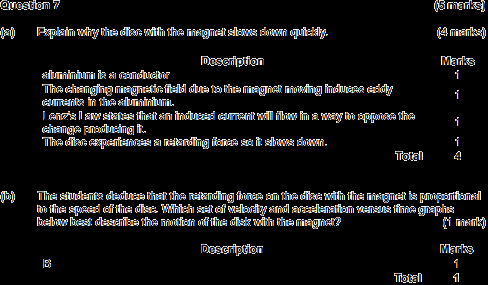 Question 7 (5 marks)
(a) Explain why the disc with the magnet slows down quickly. (4 marks)
Description Marks
aluminium is a conductor 1
The changing magnetic field due to the magnet moving induces eddy
currents in the aluminium. 1
Lenz's Law states that an induced current will flow in a way to oppose the
change producing it. 1
The disc experiences a retarding force so it slows down. 1
Total 4
(b) The students deduce that the retarding force on the disc with the magnet is proportional
to the speed of the disc. Which set of velocity and acceleration versus time graphs
below best describe the motion of the disk with the magnet? (1 mark)
Description Marks
B 1
Total 1